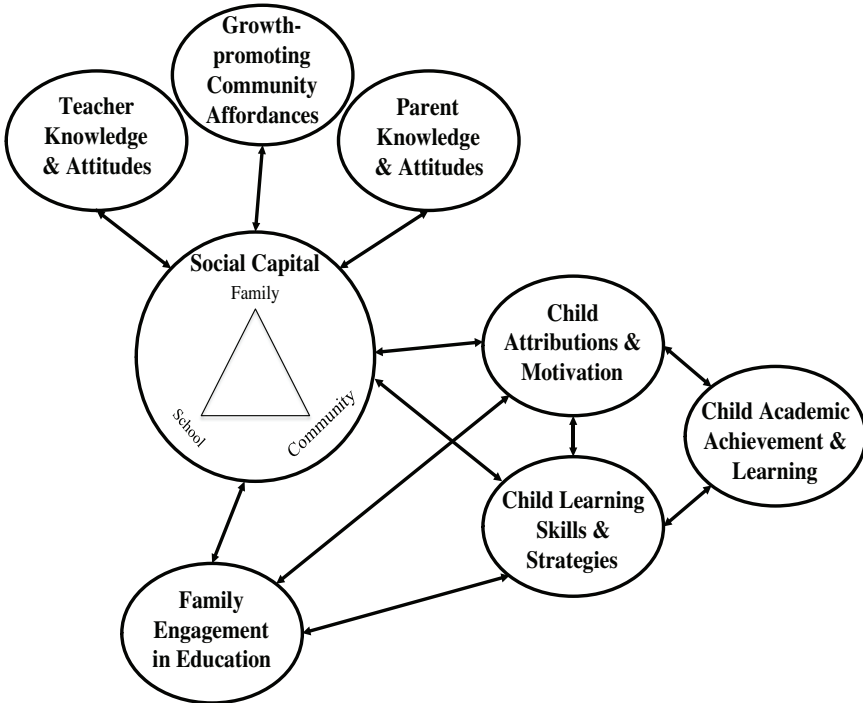 Growth-
promoting
Community
Affordances
Teacher
Knowledge
& Attitudes
Parent
Knowledge
& Attitudes
Social Capital
Family
School
Community
Child
Attributions &
Motivation
Child Academic
Achievement &
Learning
Child Learning
Skills &
Strategies
Family
Engagement
in Education